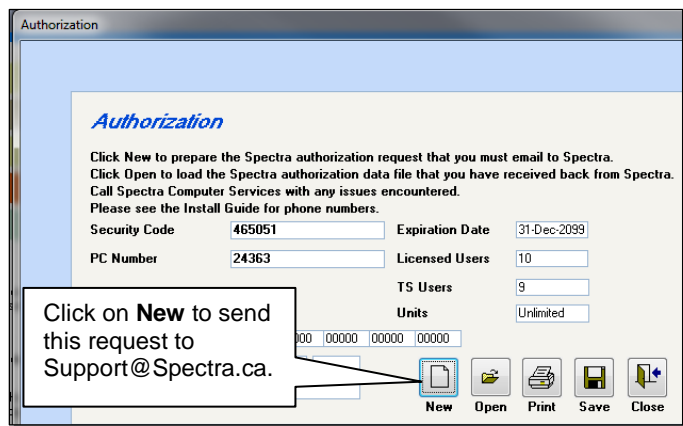 Authorization
Authorization
Click New to prepare the Spectra authorization request that you must email to Spectra.
Click Open to load the Spectra authorization data file that you have received back from Spectra.
Call Spectra Computer Services with any issues encountered.
Please see the Install Guide for phone numbers.
Security Code 465051 Expiration Date 31-Dec-2099
PC Number 24363 Licensed Users 10
TS Users 9
Units Unlimited
Click on New to send
this request to
Support@Spectra.ca.
00000 00000 00000
New Open Print Save Close